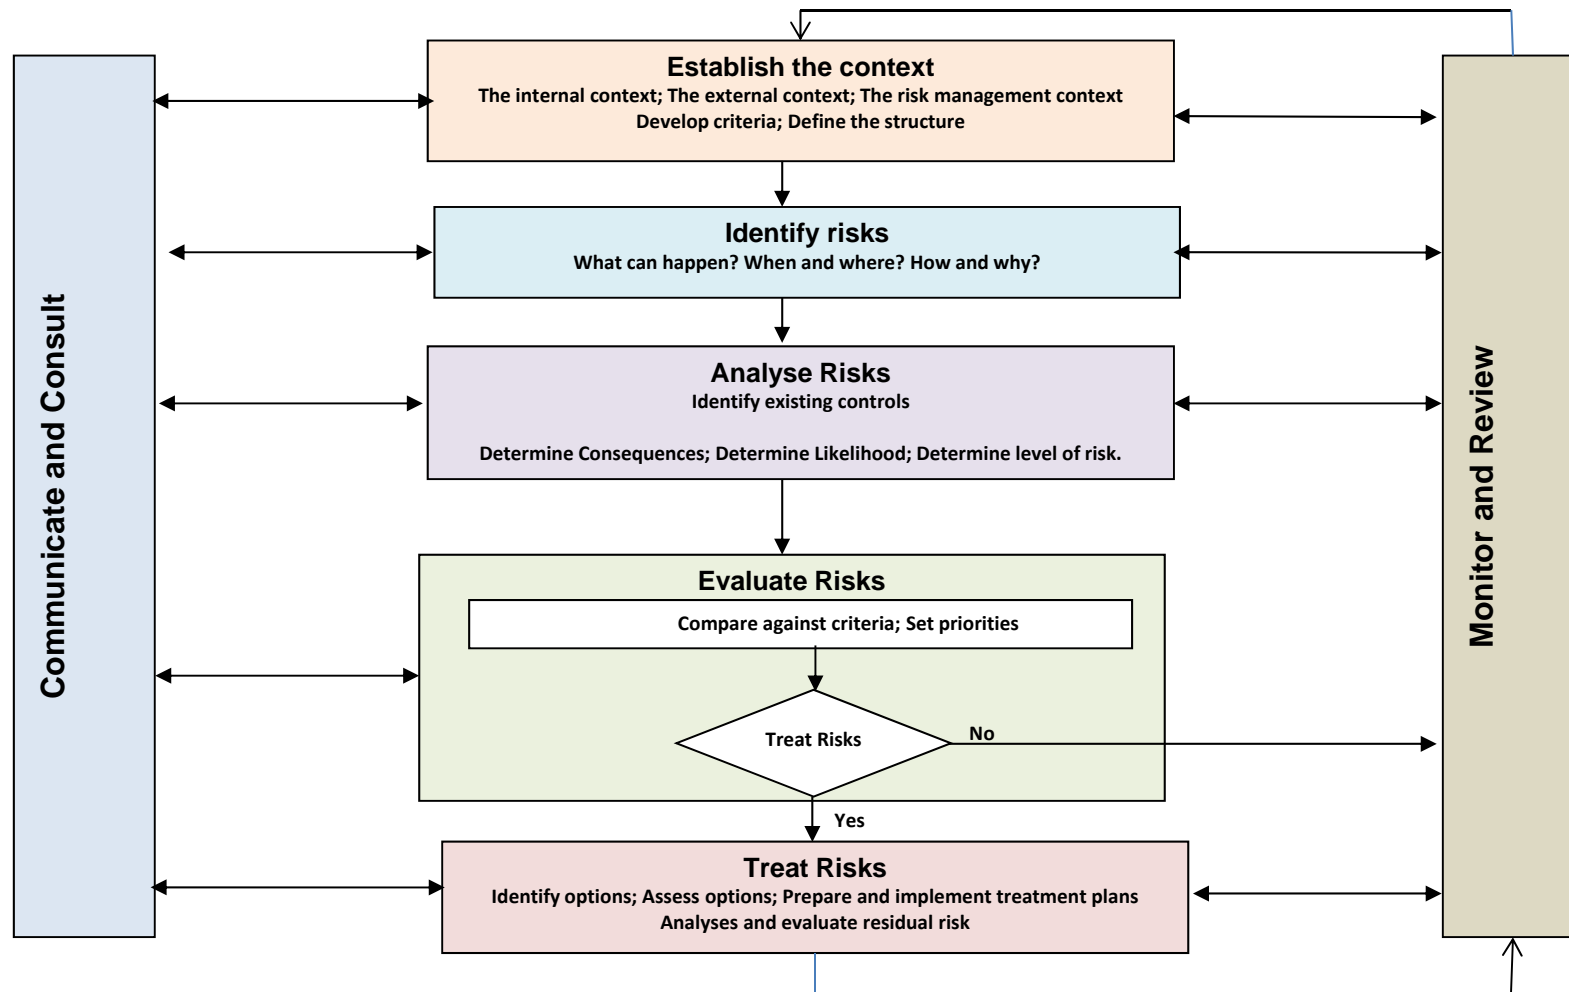 Communicate and Consult
Establish the context
The internal context; The external context; The risk management context
Develop criteria; Define the structure
Identify risks
What can happen? When and where? How and why?
Analyse Risks
Identify existing controls
Determine Consequences; Determine Likelihood; Determine level of risk.
Evaluate Risks
Compare against criteria; Set priorities
Treat Risks
No
Yes
Treat Risks
Identify options; Assess options; Prepare and implement treatment plans
Analyses and evaluate residual risk
Monitor and Review